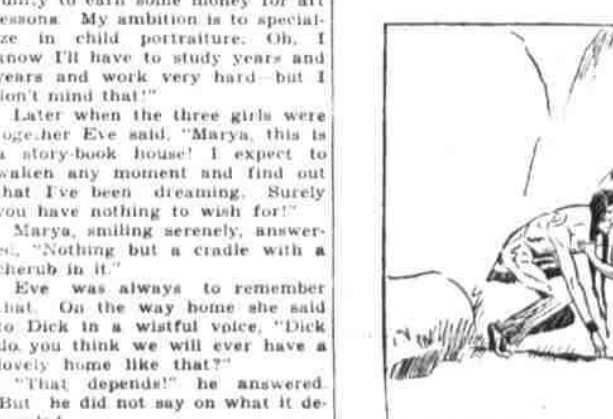 to earn some money for art
essons. My ambition is to special-
ze in child portraiture. Oh, I
know I'll have to study years and
years and work very hard—but I
don't mind that!"
Later when the three girls were
oge.her Eve said, "Marya, this is
a story-book house! I expect to
waken any moment and find out
that I've been dreaming. Surely
you have nothing to wish for!"
Marya, smiling serenely, answer-
ed, "Nothing but a cradle with a
cherub in it."
Eve was always to remember
that. On the way home she said
to Dick in a wistful voice, "Dick
do, you think we will ever have a
lovely home like that?"
"That depends!" he answered.
But he did not say on what it de-